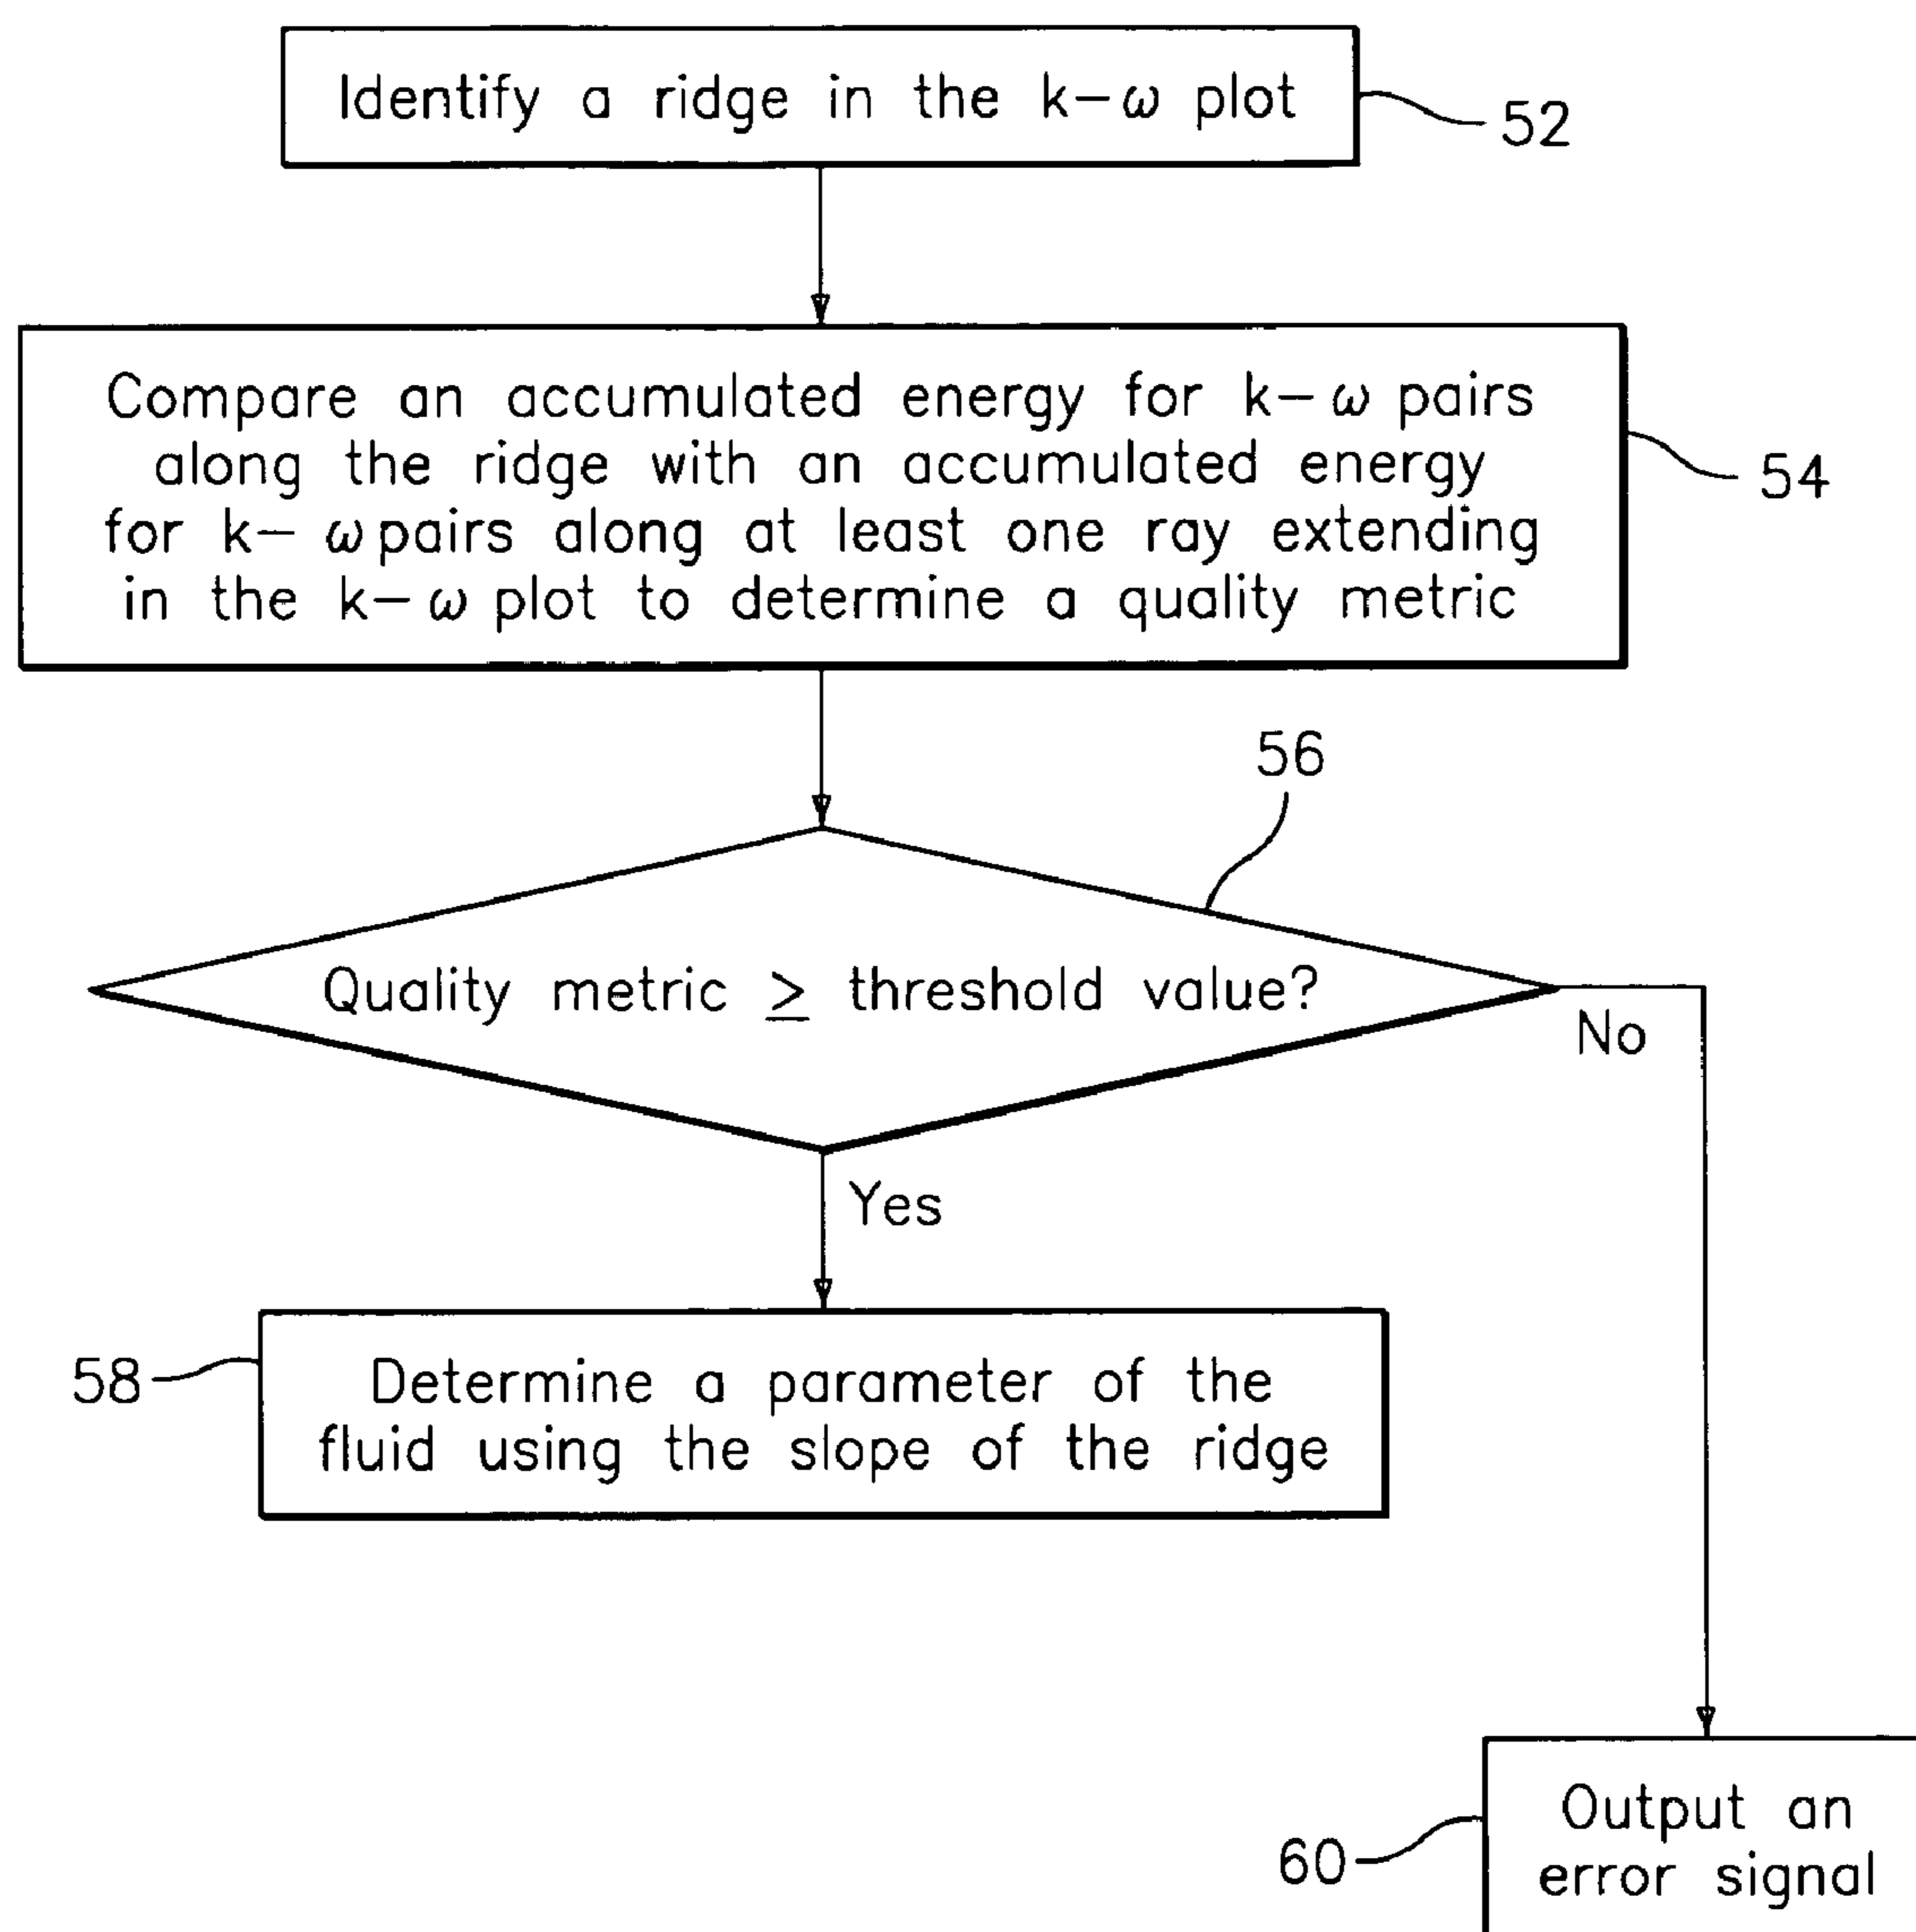 Identify a ridge in the k-ω plot
52
Compare an accumulated energy for k-ω pairs
along the ridge with an accumulated energy
for k- ω pairs along at least one ray extending
in the k-ω plot to determine a quality metric
54
56
Quality metric ≥ threshold value?
No
Yes
58
Determine a parameter of the
fluid using the slope of the ridge
60
Output an
error signal